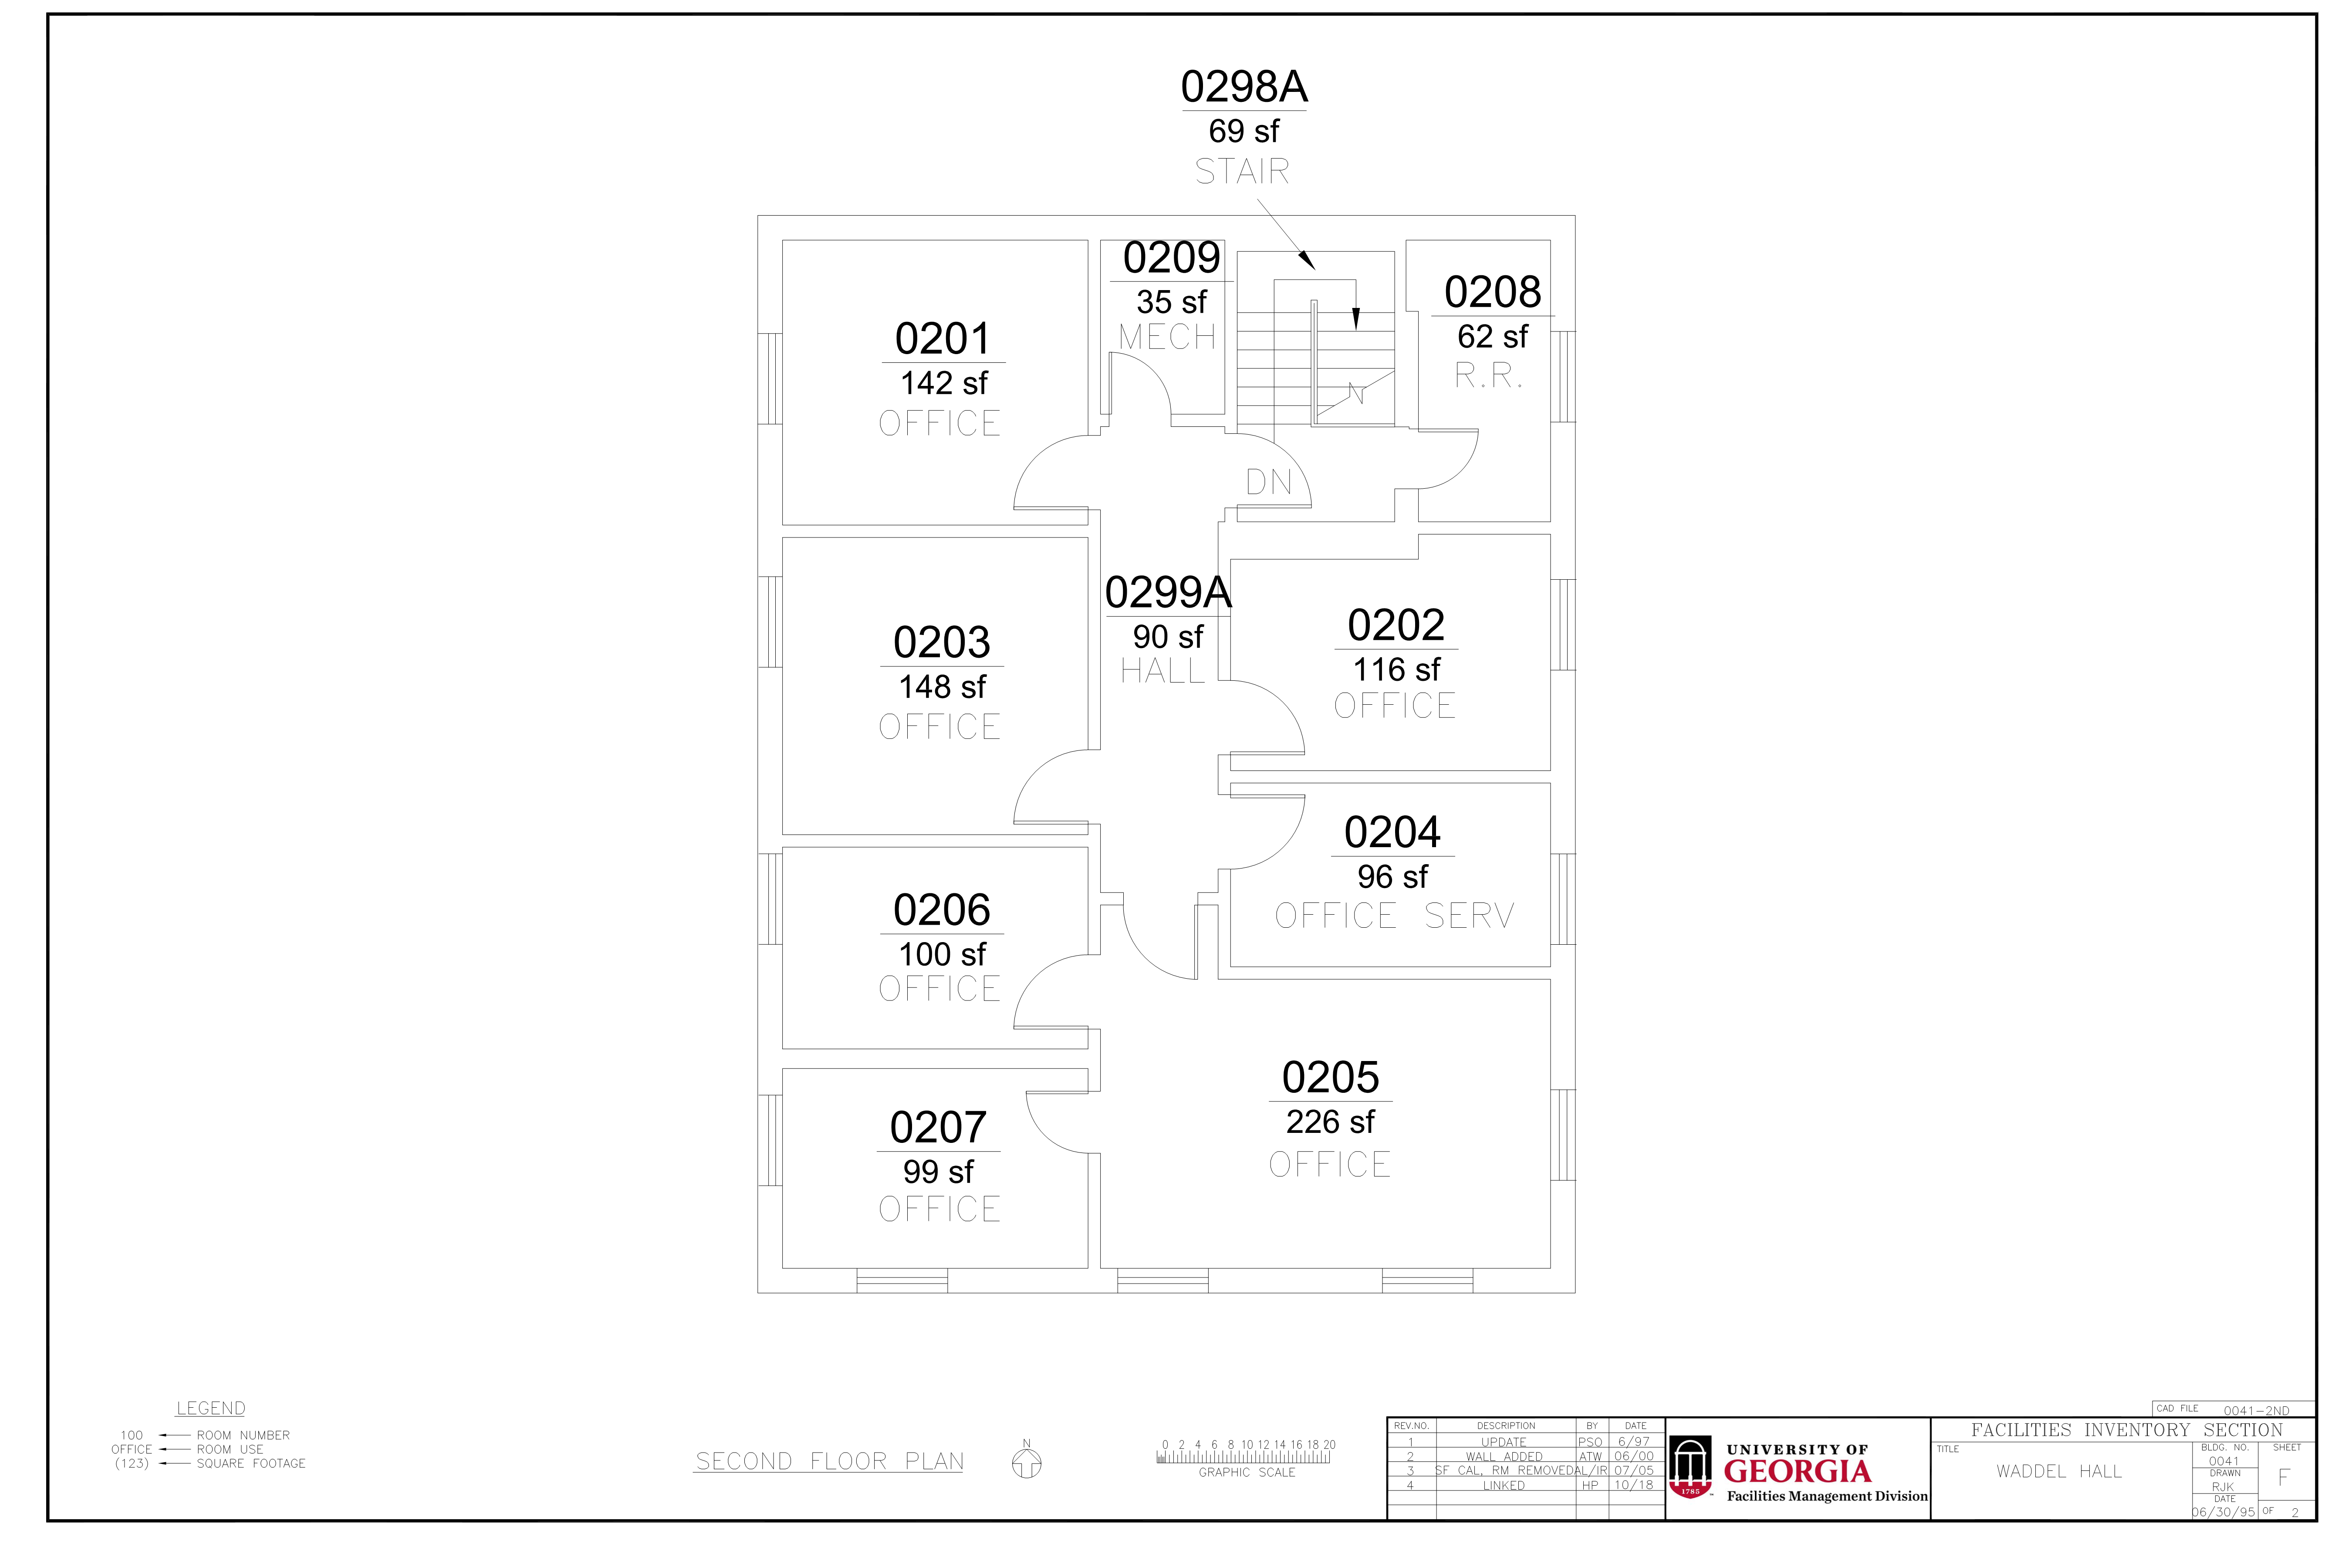 0298A
69 sf
STAIR
0209
35 sf
MECH
0208
62 sf
R.R.
0201
142 sf
OFFICE
DN
0299A
90 sf
HALL
0203
148 sf
OFFICE
0202
116 sf
OFFICE
0204
96 sf
OFFICE SERV
0206
100 sf
OFFICE
0205
226 sf
OFFICE
0207
99 sf
OFFICE
LEGEND
100 ROOM NUMBER
OFFICE ROOM USE
(123) SQUARE FOOTAGE
SECOND FLOOR PLAN
N
0 2 4 6 8 10 12 14 16 18 20
GRAPHIC SCALE
REV.NO. DESCRIPTION BY DATE
1 UPDATE PSO 6/97
2 WALL ADDED ATW 06/00
3 SF CAL, RM REMOVED AL/IR 07/05
4 LINKED HP 10/18
1785
UNIVERSITY OF
GEORGIA
Facilities Management Division
CAD FILE 0041-2ND
FACILITIES INVENTORY SECTION
TITLE
WADDEL HALL
BLDG. NO.
0041
DRAWN
RJK
DATE
06/30/95
SHEET
F
OF 2